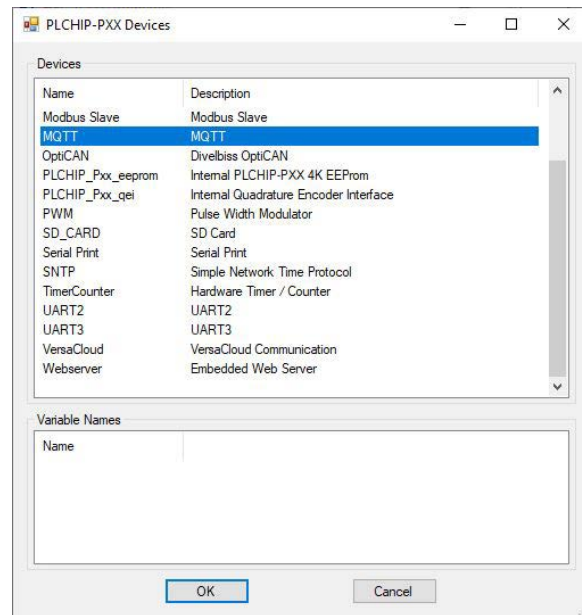 PLCHIP-PXX Devices
Devices
Name Description
Modbus Slave Modbus Slave
MQTT MQTT
OptiCAN Divelbiss OptiCAN
PLCHIP_Pxx_eeprom Internal PLCHIP-PXX 4K EEProm
PLCHIP_Pxx_qei Internal Quadrature Encoder Interface
PWM Pulse Width Modulator
SD_CARD SD Card
Serial Print Serial Print
SNTP Simple Network Time Protocol
TimerCounter Hardware Timer / Counter
UART2 UART2
UART3 UART3
VersaCloud VersaCloud Communication
Webserver Embedded Web Server
Variable Names
Name
OK Cancel